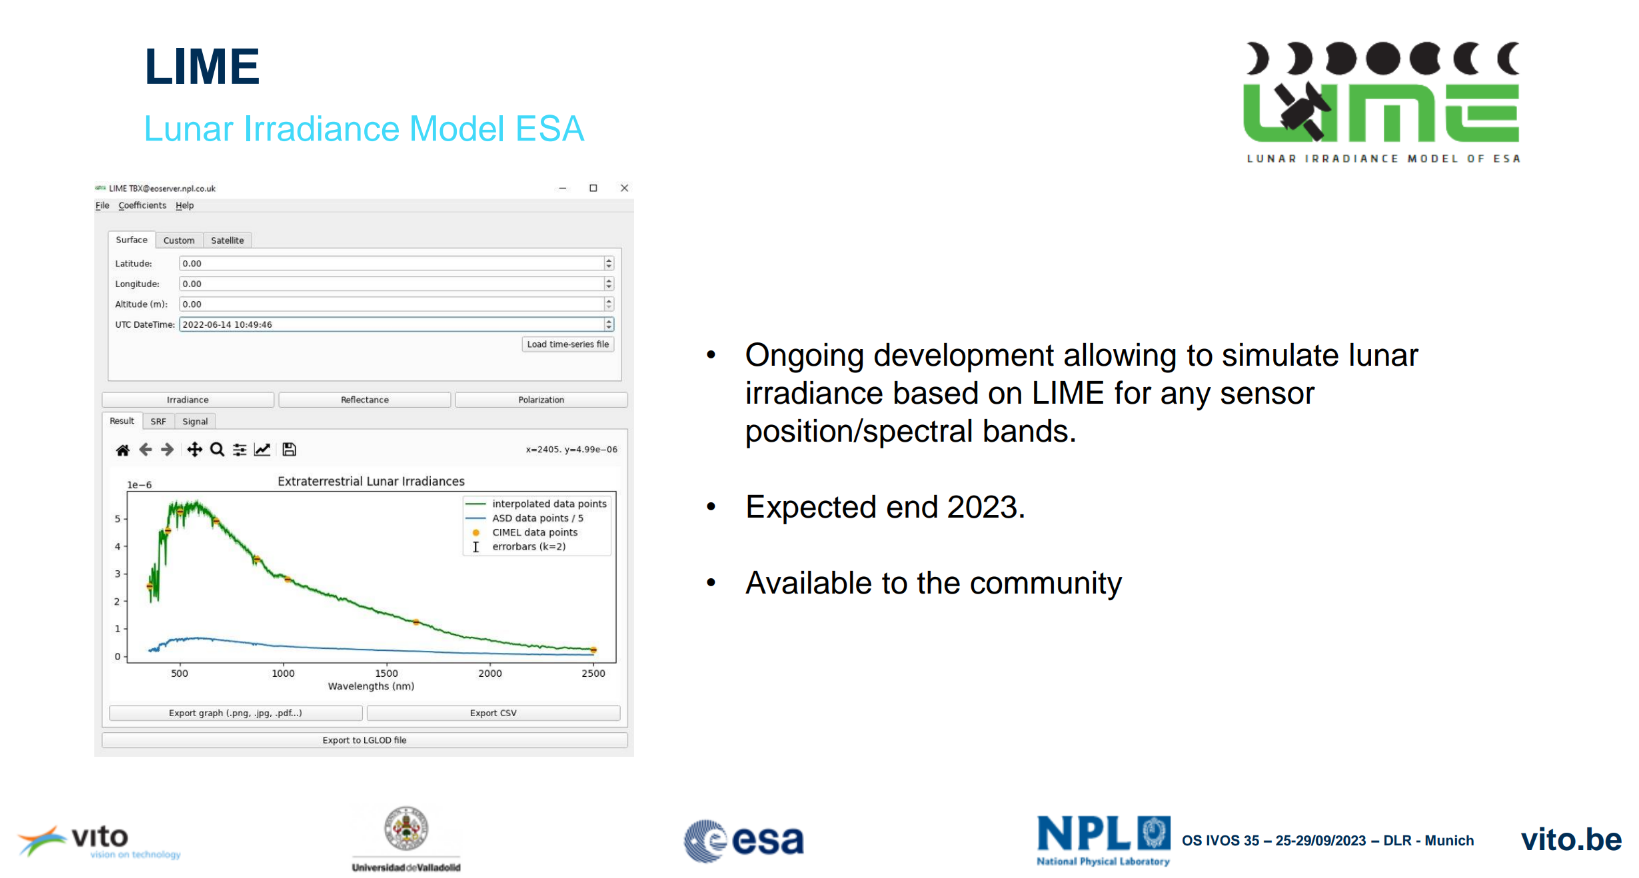 LIME
Lunar Irradiance Model ESA
LIME
LUNAR IRRADIANCE MODEL OF ESA
LIME TBX@eoserver.npl.co.uk
File Coefficients Help
Surface Custom Satellite
Latitude: 0.00
Longitude: 0.00
Altitude (m): 0.00
UTC DateTime: 2022-06-14 10:49:46
Load time-series file
Irradiance Reflectance Polarization
Result SRF Signal
x=2405. y=4.99e−06
Extraterrestrial Lunar Irradiances
1e−6
interpolated data points
ASD data points / 5
CIMEL data points
errorbars (k=2)
5
4
3
2
1
0
500 1000 1500 2000 2500
Wavelengths (nm)
Export graph (.png, .jpg, .pdf...) Export CSV
Export to LGLOD file
• Ongoing development allowing to simulate lunar
irradiance based on LIME for any sensor
position/spectral bands.
• Expected end 2023.
• Available to the community
vito
vision on technology
Universidad de Valladolid
esa
NPL
National Physical Laboratory
OS IVOS 35 – 25-29/09/2023 – DLR - Munich
vito.be